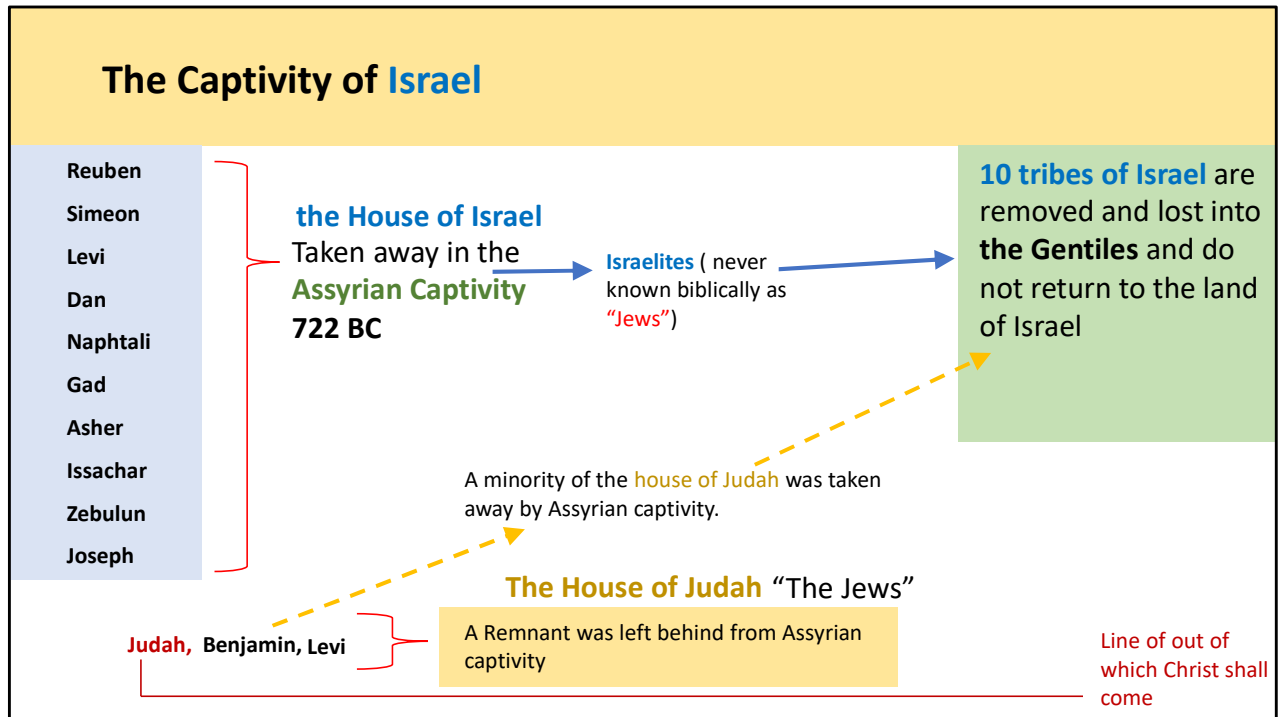 The Captivity of Israel
Reuben
Simeon
Levi
Dan
Naphtali
Gad
Asher
Issachar
Zebulun
Joseph
the House of Israel
Taken away in the
Assyrian Captivity
722 BC
Israelites ( never
known biblically as
“Jews”)
10 tribes of Israel are
removed and lost into
the Gentiles and do
not return to the land
of Israel
A minority of the house of Judah was taken
away by Assyrian captivity.
The House of Judah “The Jews”
Judah, Benjamin, Levi
A Remnant was left behind from Assyrian
captivity
Line of out of
which Christ shall
come